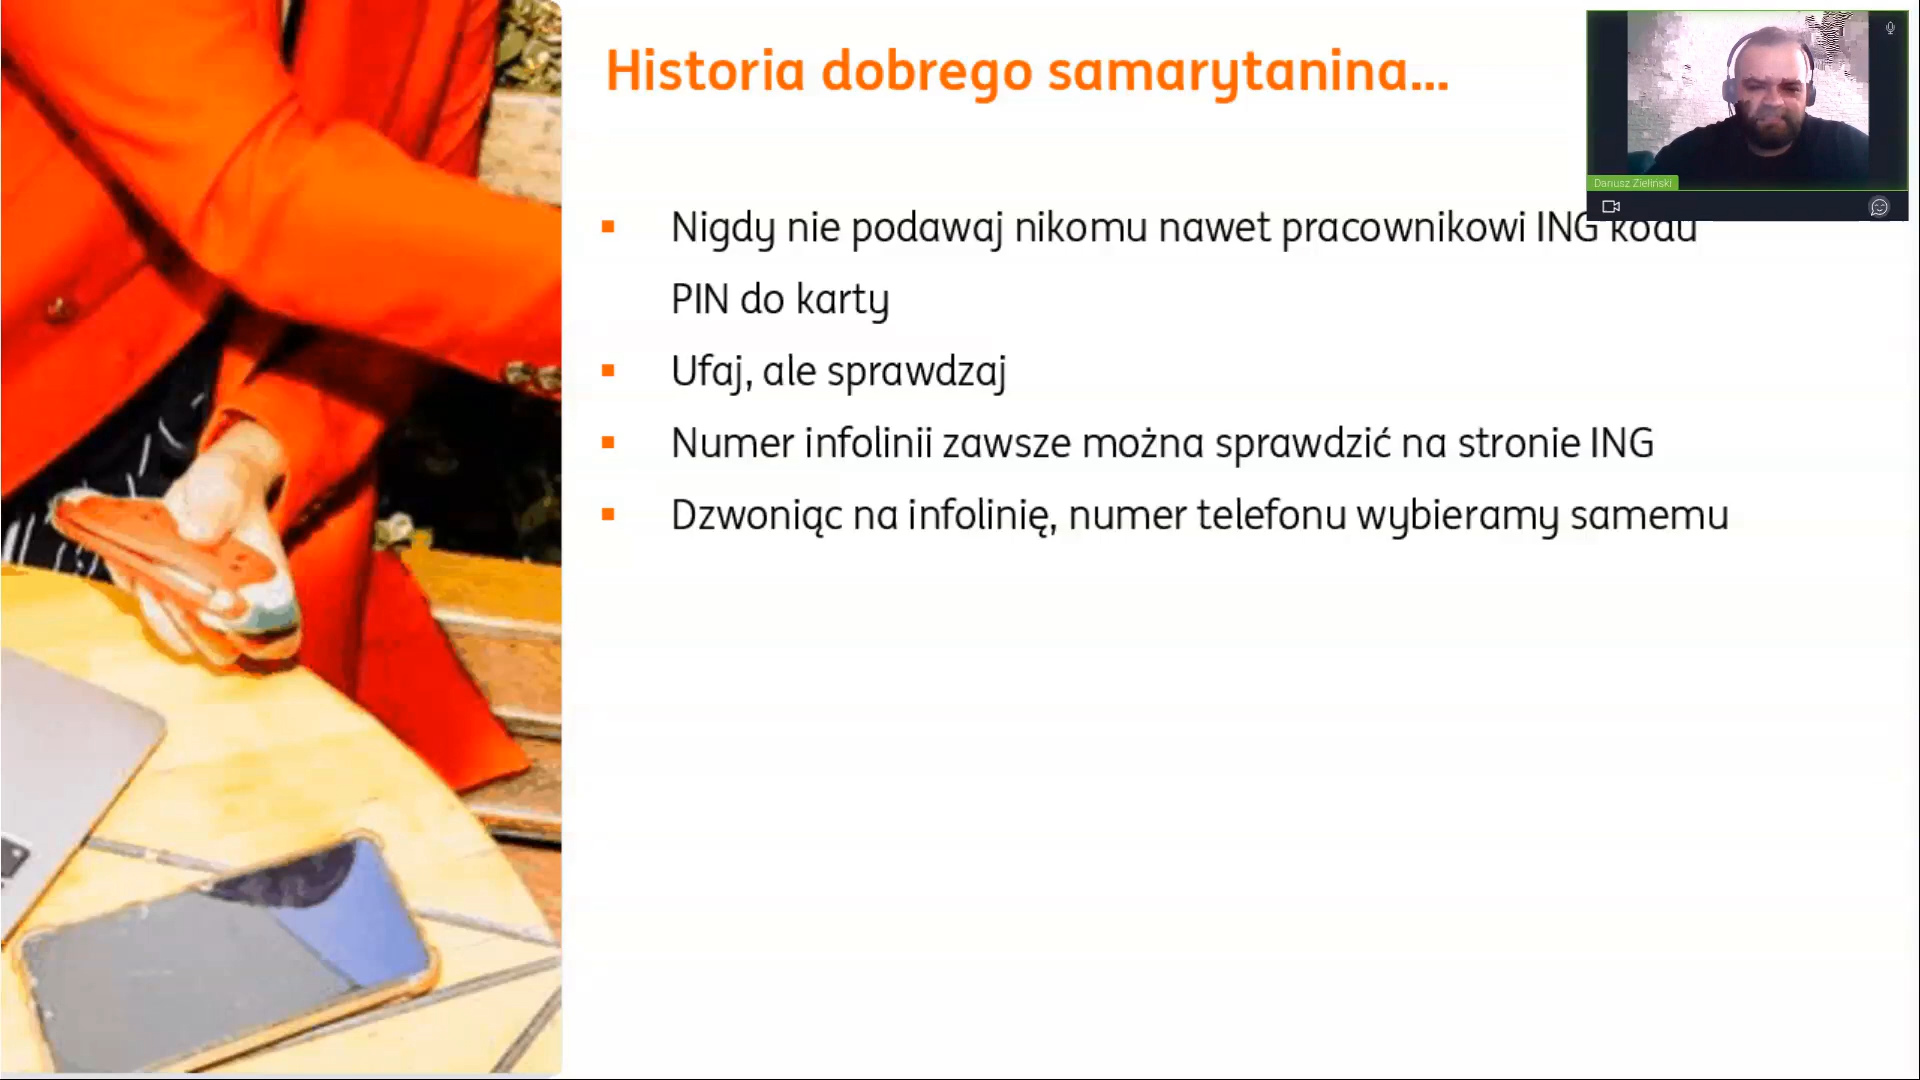 Historia dobrego samarytanina...
Dariusz Zieliński
Nigdy nie podawaj nikomu nawet pracownikowi ING kodu
PIN do karty
Ufaj, ale sprawdzaj
Numer infolinii zawsze można sprawdzić na stronie ING
Dzwoniąc na infolinię, numer telefonu wybieramy samemu